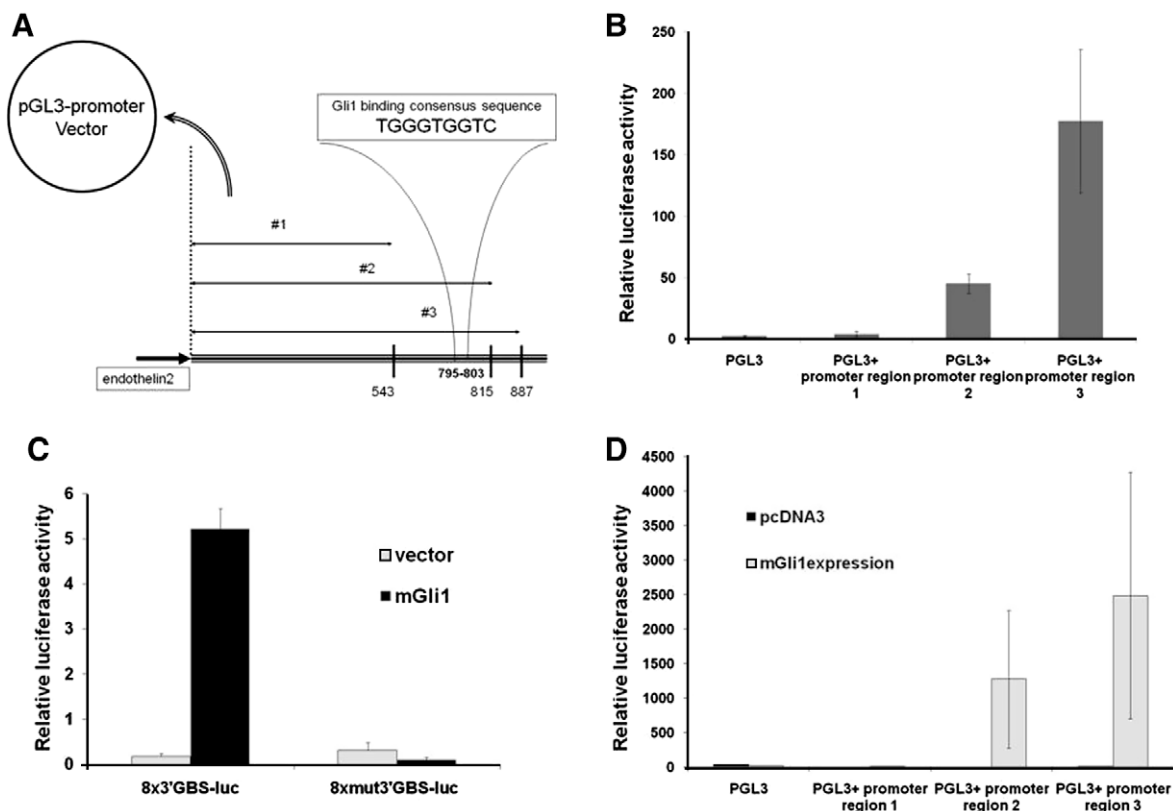 A
pGL3-promoter
Vector
Gli1 binding consensus sequence
TGGGTGGTC
#1
#2
#3
endothelin2
543
795-803
815
887
B
Relative luciferase activity
250
200
150
100
50
0
PGL3
PGL3+
promoter region
1
PGL3+
promoter region
2
PGL3+
promoter region
3
C
Relative luciferase activity
6
5
4
3
2
1
0
vector
mGli1
8x3'GBS-luc
8xmut3'GBS-luc
D
Relative luciferase activity
4500
4000
3500
3000
2500
2000
1500
1000
500
0
pcDNA3
mGli1expression
PGL3
PGL3+ promoter
region 1
PGL3+ promoter
region 2
PGL3+ promoter
region 3